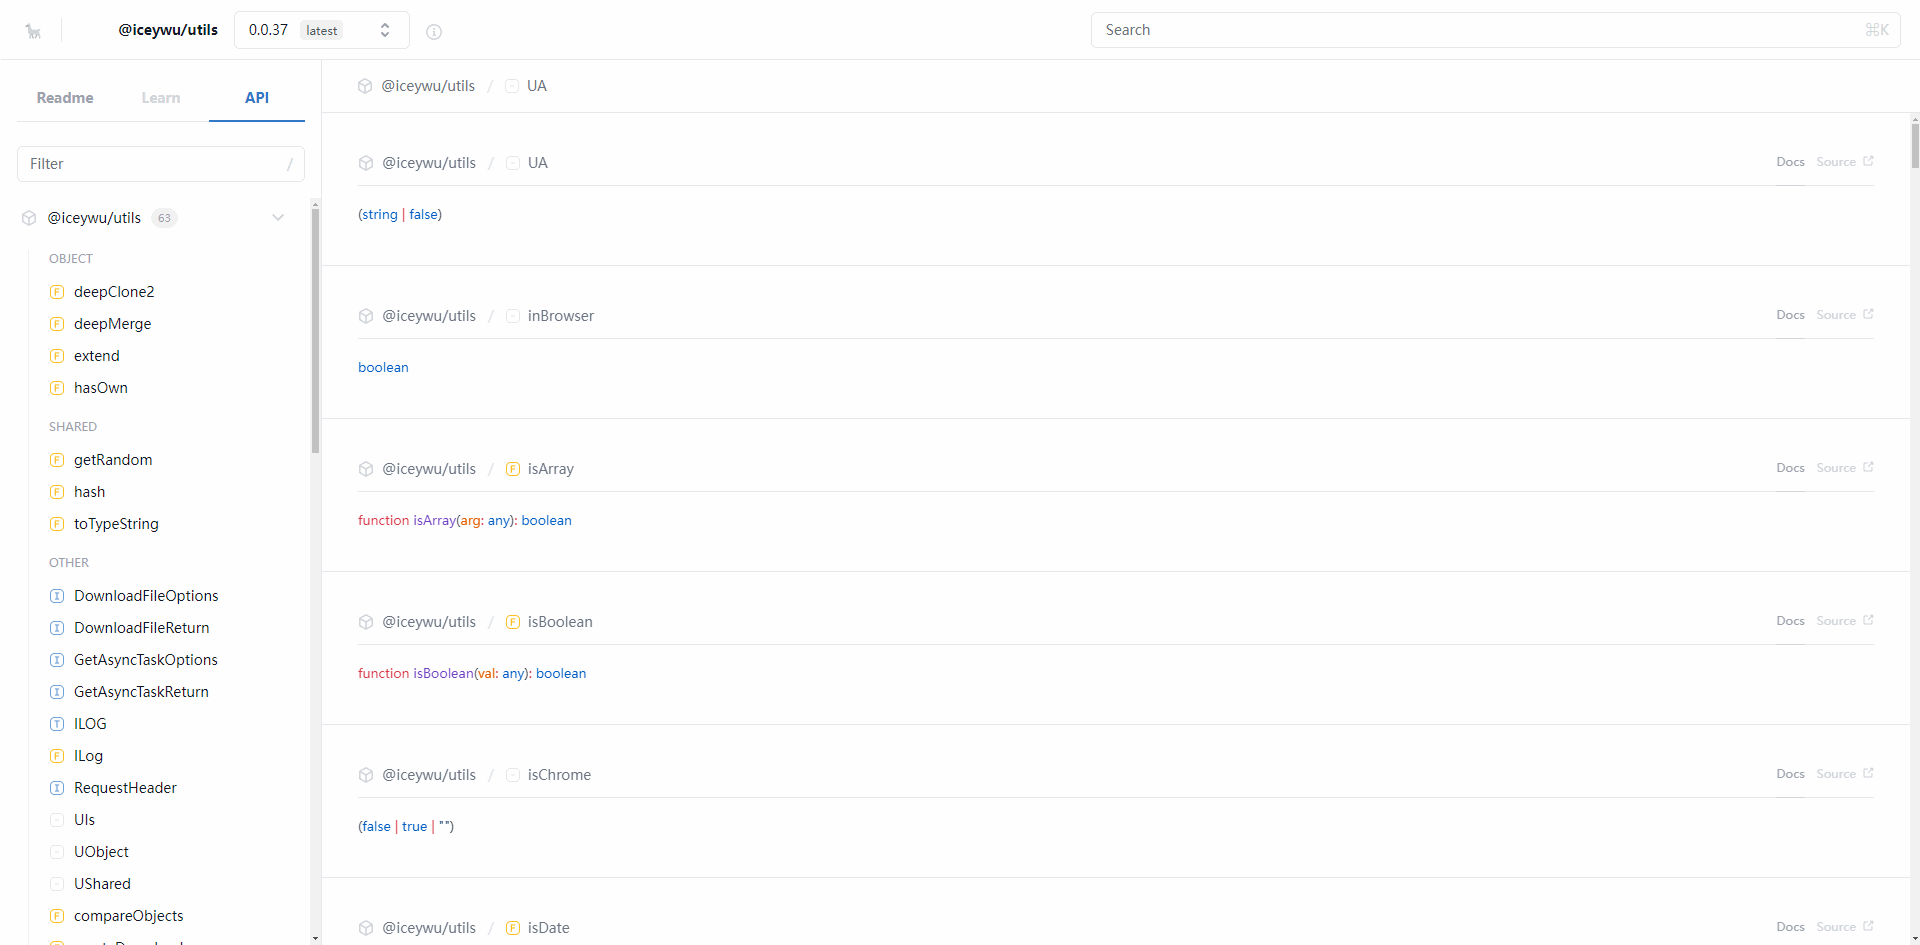 @iceywu/utils 0.0.37 latest Search ⌘K
Readme Learn API
Filter /
@iceywu/utils 63
OBJECT
F deepClone2
F deepMerge
F extend
F hasOwn
SHARED
F getRandom
F hash
F toTypeString
OTHER
I DownloadFileOptions
I DownloadFileReturn
I GetAsyncTaskOptions
I GetAsyncTaskReturn
T ILOG
F ILog
I RequestHeader
UIs
UObject
UShared
F compareObjects
@iceywu/utils / UA
@iceywu/utils / UA Docs Source
(string | false)
@iceywu/utils / inBrowser Docs Source
boolean
@iceywu/utils / F isArray Docs Source
function isArray(arg: any): boolean
@iceywu/utils / F isBoolean Docs Source
function isBoolean(val: any): boolean
@iceywu/utils / isChrome Docs Source
(false | true | "")
@iceywu/utils / F isDate Docs Source